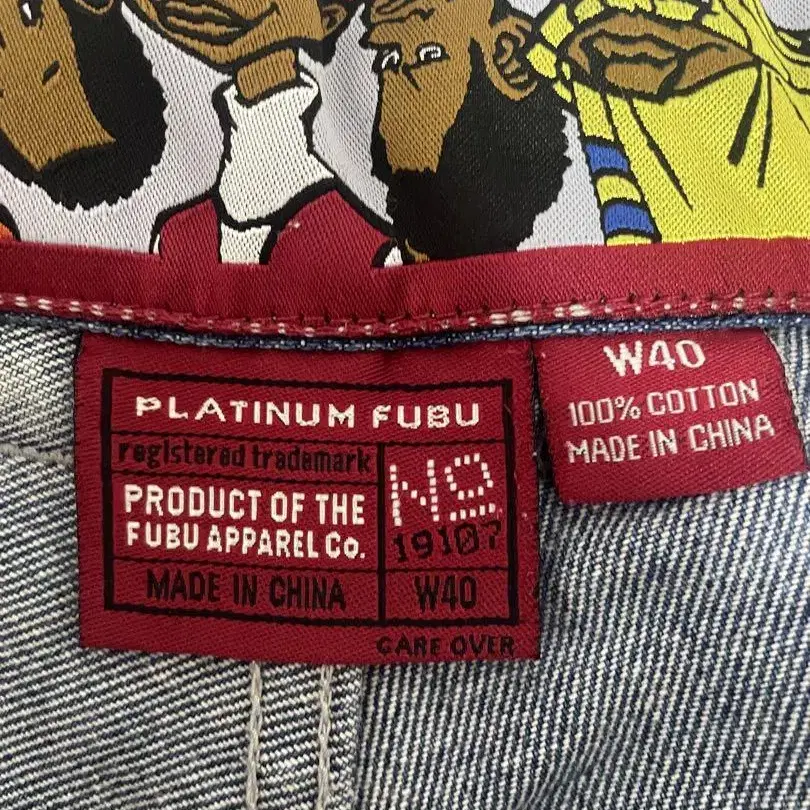 PLATINUM FUBU
registered trademark
PRODUCT OF THE
FUBU APPAREL Co.
MADE IN CHINA
No
19107
W40
CARE OVER
W40
100% COTTON
MADE IN CHINA